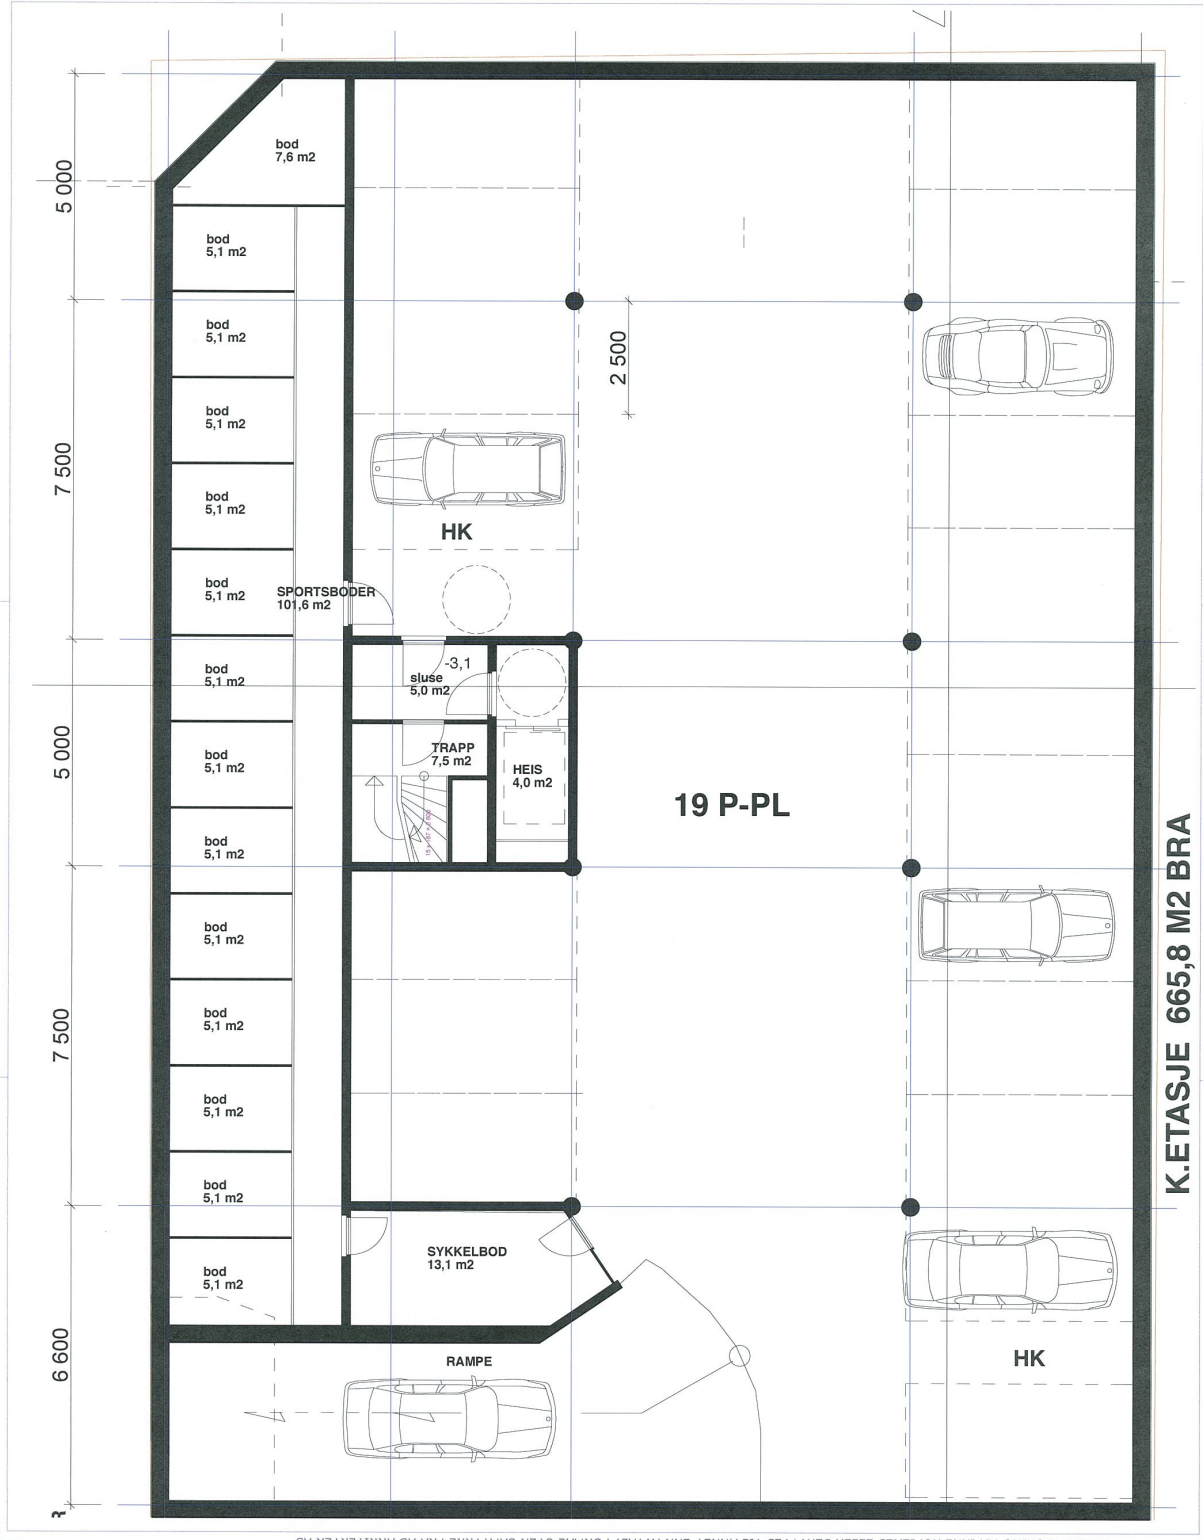 bod
7,6 m2
5 000
bod
5,1 m2
bod
5,1 m2
2 500
bod
5,1 m2
7 500
bod
5,1 m2
HK
bod
5,1 m2
SPORTSBODER
101,6 m2
-3,1
sluse
5,0 m2
bod
5,1 m2
5 000
bod
5,1 m2
TRAPP
7,5 m2
HEIS
4,0 m2
19 P-PL
bod
5,1 m2
bod
5,1 m2
K.ETASJE 665,8 M2 BRA
7 500
bod
5,1 m2
bod
5,1 m2
bod
5,1 m2
SYKKELBOD
13,1 m2
bod
5,1 m2
6 600
RAMPE
HK